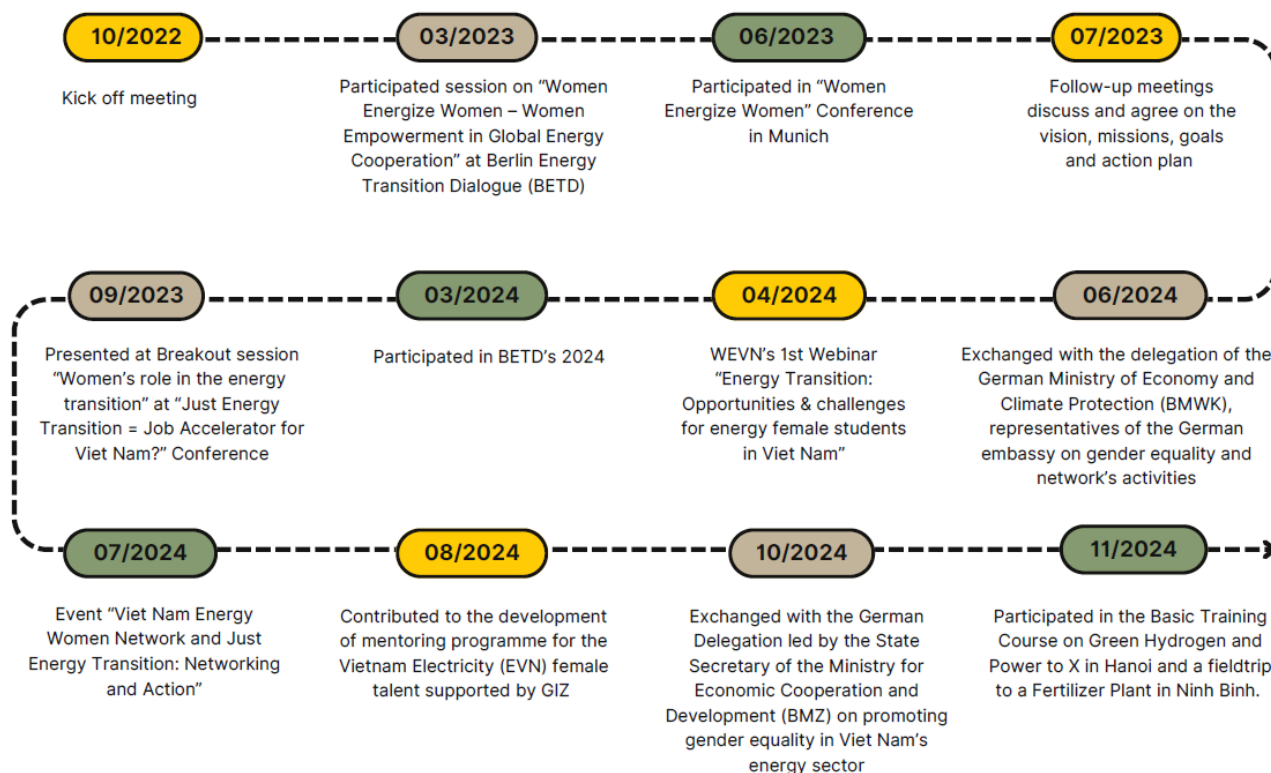 10/2022
Kick off meeting
03/2023
Participated session on “Women
Energize Women – Women
Empowerment in Global Energy
Cooperation” at Berlin Energy
Transition Dialogue (BETD)
06/2023
Participated in “Women
Energize Women” Conference
in Munich
07/2023
Follow-up meetings
discuss and agree on the
vision, missions, goals
and action plan
09/2023
Presented at Breakout session
“Women’s role in the energy
transition” at “Just Energy
Transition = Job Accelerator for
Viet Nam?” Conference
03/2024
Participated in BETD’s 2024
04/2024
WEVN’s 1st Webinar
“Energy Transition:
Opportunities & challenges
for energy female students
in Viet Nam”
06/2024
Exchanged with the delegation of the
German Ministry of Economy and
Climate Protection (BMWK),
representatives of the German
embassy on gender equality and
network’s activities
07/2024
Event “Viet Nam Energy
Women Network and Just
Energy Transition: Networking
and Action”
08/2024
Contributed to the development
of mentoring programme for the
Vietnam Electricity (EVN) female
talent supported by GIZ
10/2024
Exchanged with the German
Delegation led by the State
Secretary of the Ministry for
Economic Cooperation and
Development (BMZ) on promoting
gender equality in Viet Nam’s
energy sector
11/2024
Participated in the Basic Training
Course on Green Hydrogen and
Power to X in Hanoi and a fieldtrip
to a Fertilizer Plant in Ninh Binh.